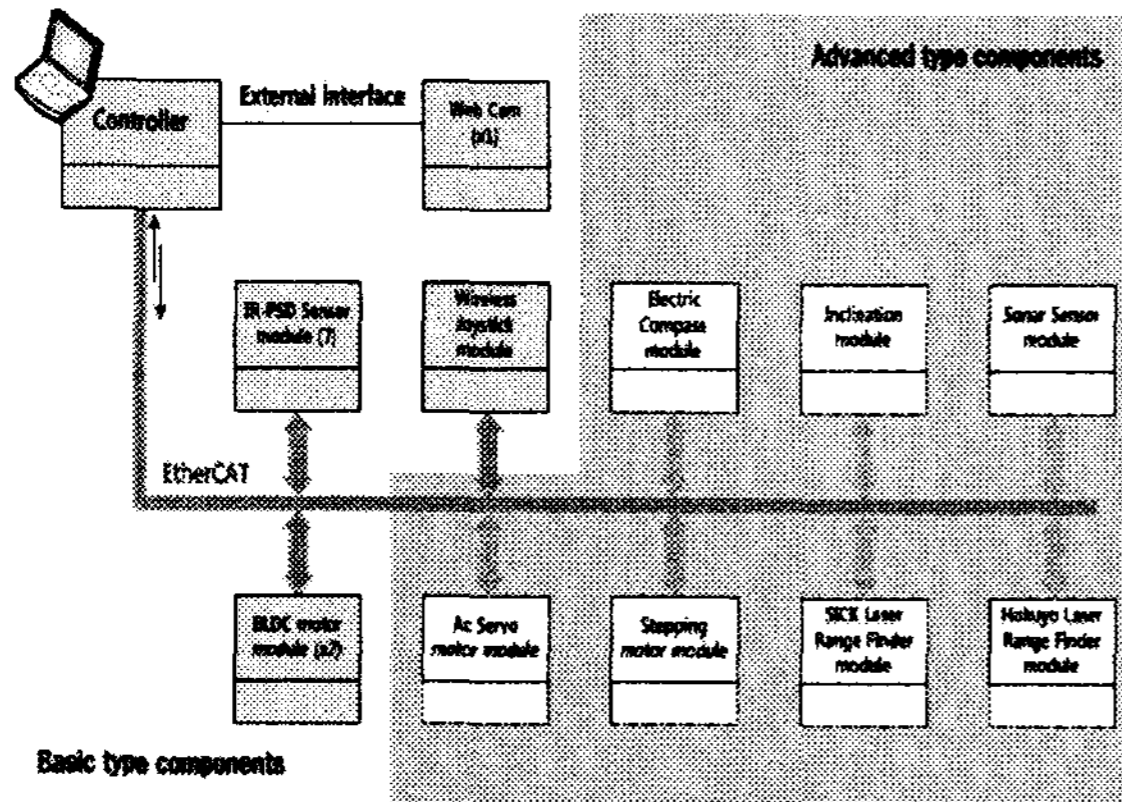 Advanced type components
Controller
External interface
Web Cam
(x1)
IR-PSD Sensor
module (7)
Wireless
Joystick
module
Electric
Compass
module
Inclination
module
Sonar Sensor
module
EtherCAT
BLDC motor
module (x2)
Ac Servo
motor module
Stepping
motor module
SICK Laser
Range Finder
module
Hokuyo Laser
Range Finder
module
Basic type components